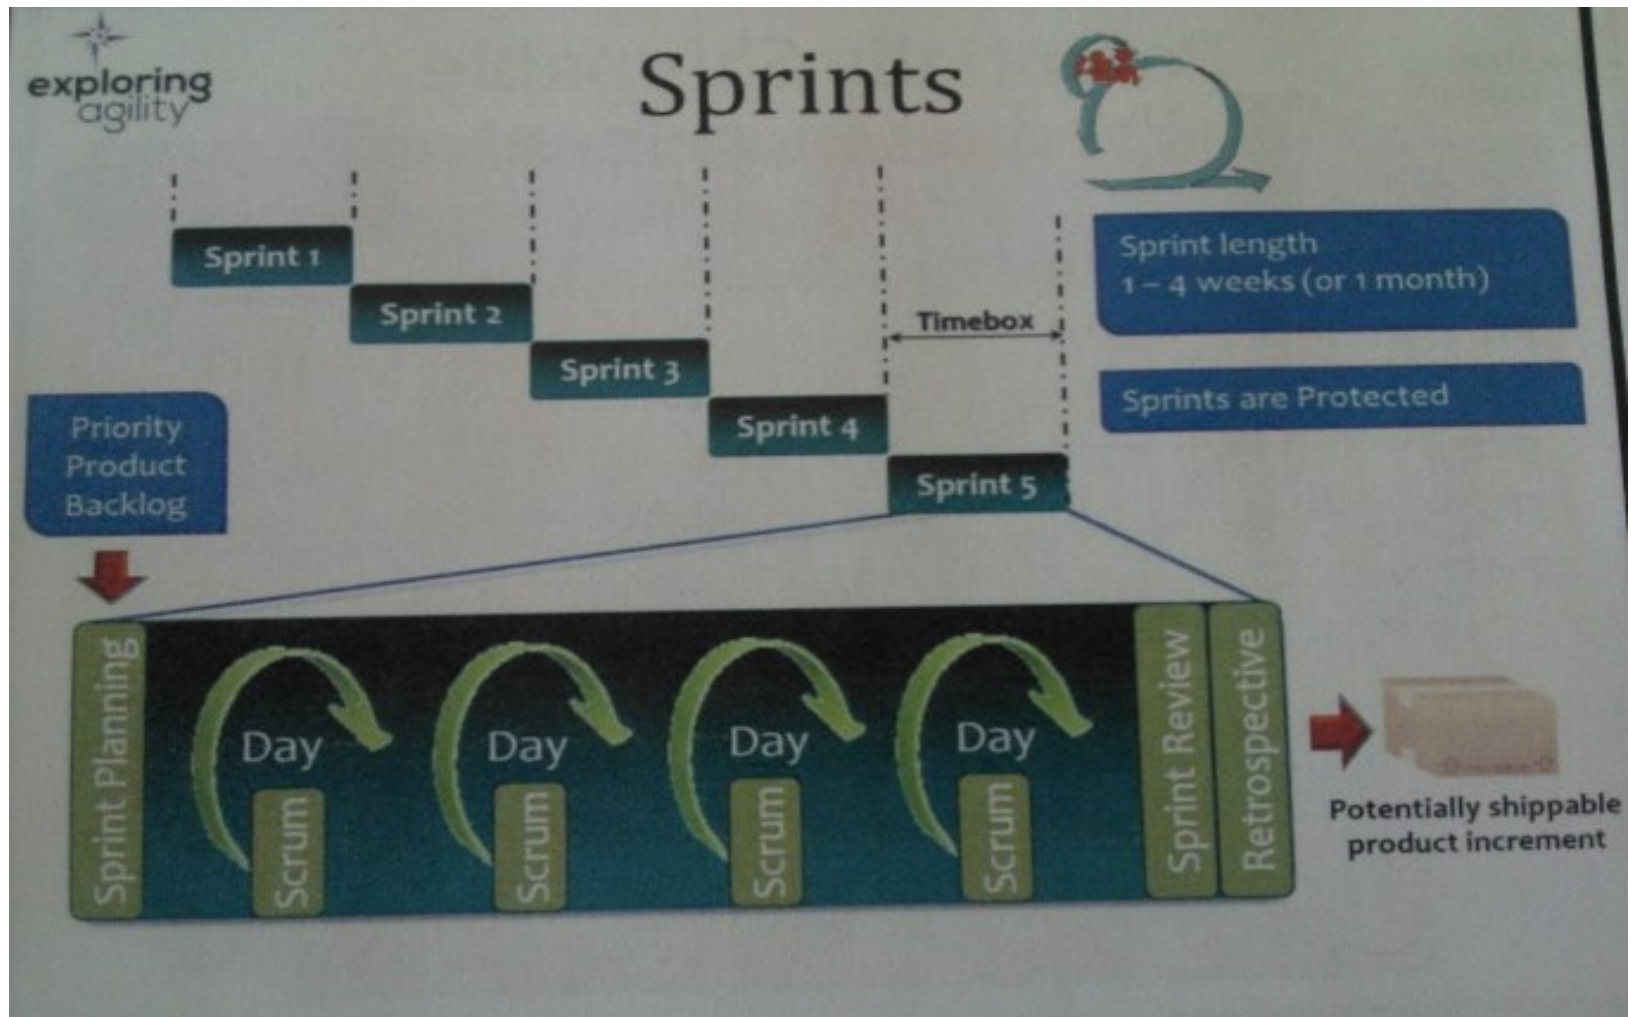 exploring
agility
Sprints
Sprint 1
Sprint 2
Sprint 3
Sprint 4
Sprint 5
Timebox
Sprint length
1 – 4 weeks (or 1 month)
Sprints are Protected
Priority
Product
Backlog
Sprint Planning
Day
Scrum
Day
Scrum
Day
Scrum
Day
Scrum
Sprint Review
Retrospective
Potentially shippable
product increment